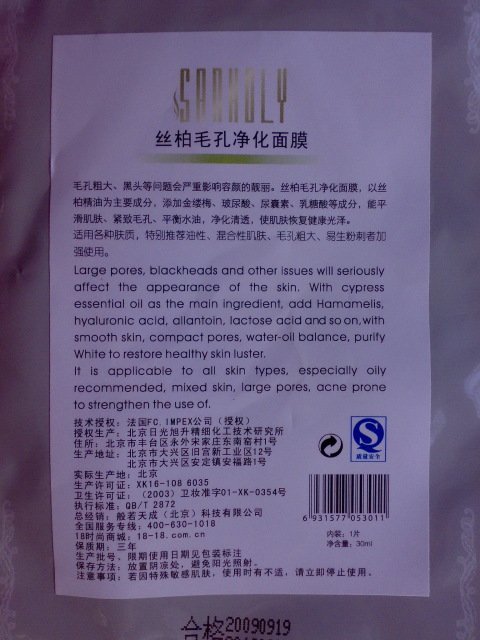 SARHOLY
丝柏毛孔净化面膜
毛孔粗大、黑头等问题会严重影响容颜的靓丽。丝柏毛孔净化面膜，以丝
柏精油为主要成分，添加金缕梅、玻尿酸、尿囊素、乳糖酸等成分，能平
滑肌肤、紧致毛孔、平衡水油，净化清透，使肌肤恢复健康光泽。
适用各种肤质，特别推荐油性、混合性肌肤、毛孔粗大、易生粉刺者加
强使用。
Large pores, blackheads and other issues will seriously
affect the appearance of the skin. With cypress
essential oil as the main ingredient, add Hamamelis,
hyaluronic acid, allantoin, lactose acid and so on,with
smooth skin, compact pores, water-oil balance, purify
White to restore healthy skin luster.
It is applicable to all skin types, especially oily
recommended, mixed skin, large pores, acne prone
to strengthen the use of.
技术授权：法国FC.IMPEX公司（授权）
授权生产：北京日光旭升精细化工技术研究所
住所：北京市丰台区永外宋家庄东南窑村1号
生产地址：北京市大兴区旧宫新工业区12号
北京市大兴区安定镇安福路1号
实际生产地：北京
生产许可证：XK16-108 6035
卫生许可证：（2003）卫妆准字01-XK-0354号
执行标准：QB/T 2872
总经销：般若天成（北京）科技有限公司
全国服务专线：400-630-1018
18时尚商城：18-18.com.cn
保质期：三年
生产批号、限期使用日期见包装标注
保存方法：放置阴凉处，避免阳光照射。
注意事项：若因特殊敏感肌肤，使用时有不适，请立即停止使用。
质量安全
6 931577 053011
内装：1片
净含量：30ml
合格20090919